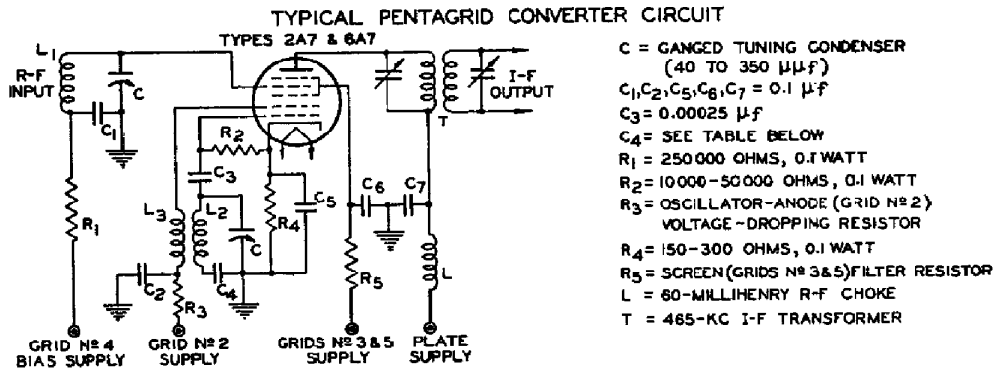 TYPICAL PENTAGRID CONVERTER CIRCUIT
TYPES 2A7 & 6A7
L1
R-F
INPUT
C
C1
R1
R2
C3
L3
L2
C
C2
C4
R3
R4
C5
C6
C7
R5
L
T
I-F
OUTPUT
GRID Nº 4
BIAS SUPPLY
GRID Nº 2
SUPPLY
GRIDS Nº 3 & 5
SUPPLY
PLATE
SUPPLY
C = GANGED TUNING CONDENSER
(40 TO 350 μμf)
C1,C2,C5,C6,C7 = 0.1 μf
C3 = 0.00025 μf
C4 = SEE TABLE BELOW
R1 = 250000 OHMS, 0.1 WATT
R2 = 10000-50000 OHMS, 0.1 WATT
R3 = OSCILLATOR-ANODE (GRID Nº 2)
VOLTAGE-DROPPING RESISTOR
R4 = 150-300 OHMS, 0.1 WATT
R5 = SCREEN (GRIDS Nº 3 & 5) FILTER RESISTOR
L = 60-MILLIHENRY R-F CHOKE
T = 465-KC I-F TRANSFORMER